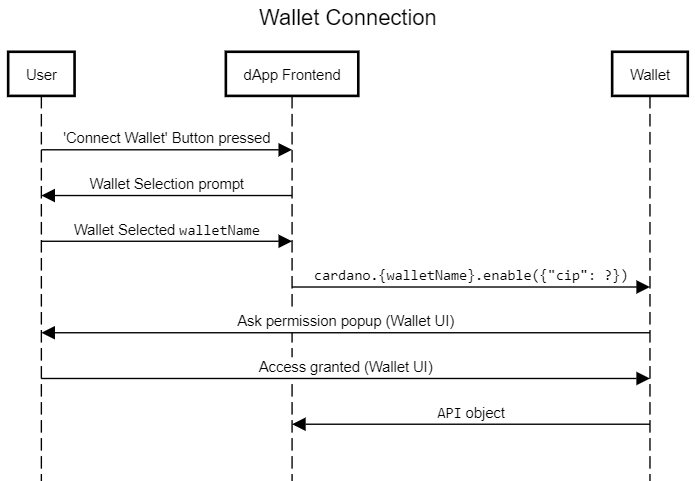 Wallet Connection
User
dApp Frontend
Wallet
'Connect Wallet' Button pressed
Wallet Selection prompt
Wallet Selected walletName
cardano.{walletName}.enable({"cip": ?})
Ask permission popup (Wallet UI)
Access granted (Wallet UI)
API object